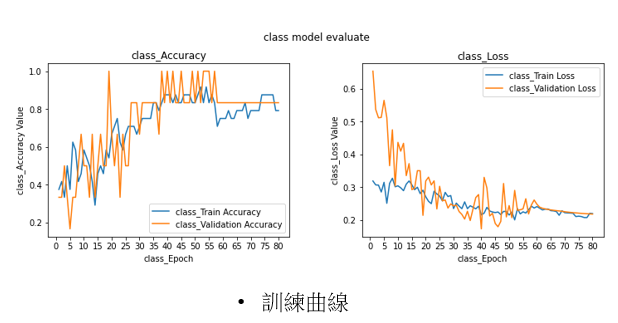 class model evaluate
class_Accuracy
1.0
0.8
0.6
0.4
0.2
class_Accuracy Value
class_Train Accuracy
class_Validation Accuracy
0 5 10 15 20 25 30 35 40 45 50 55 60 65 70 75 80
class_Epoch
class_Loss
0.6
0.5
0.4
0.3
0.2
class_Loss Value
class_Train Loss
class_Validation Loss
0 5 10 15 20 25 30 35 40 45 50 55 60 65 70 75 80
class_Epoch
• 訓練曲線